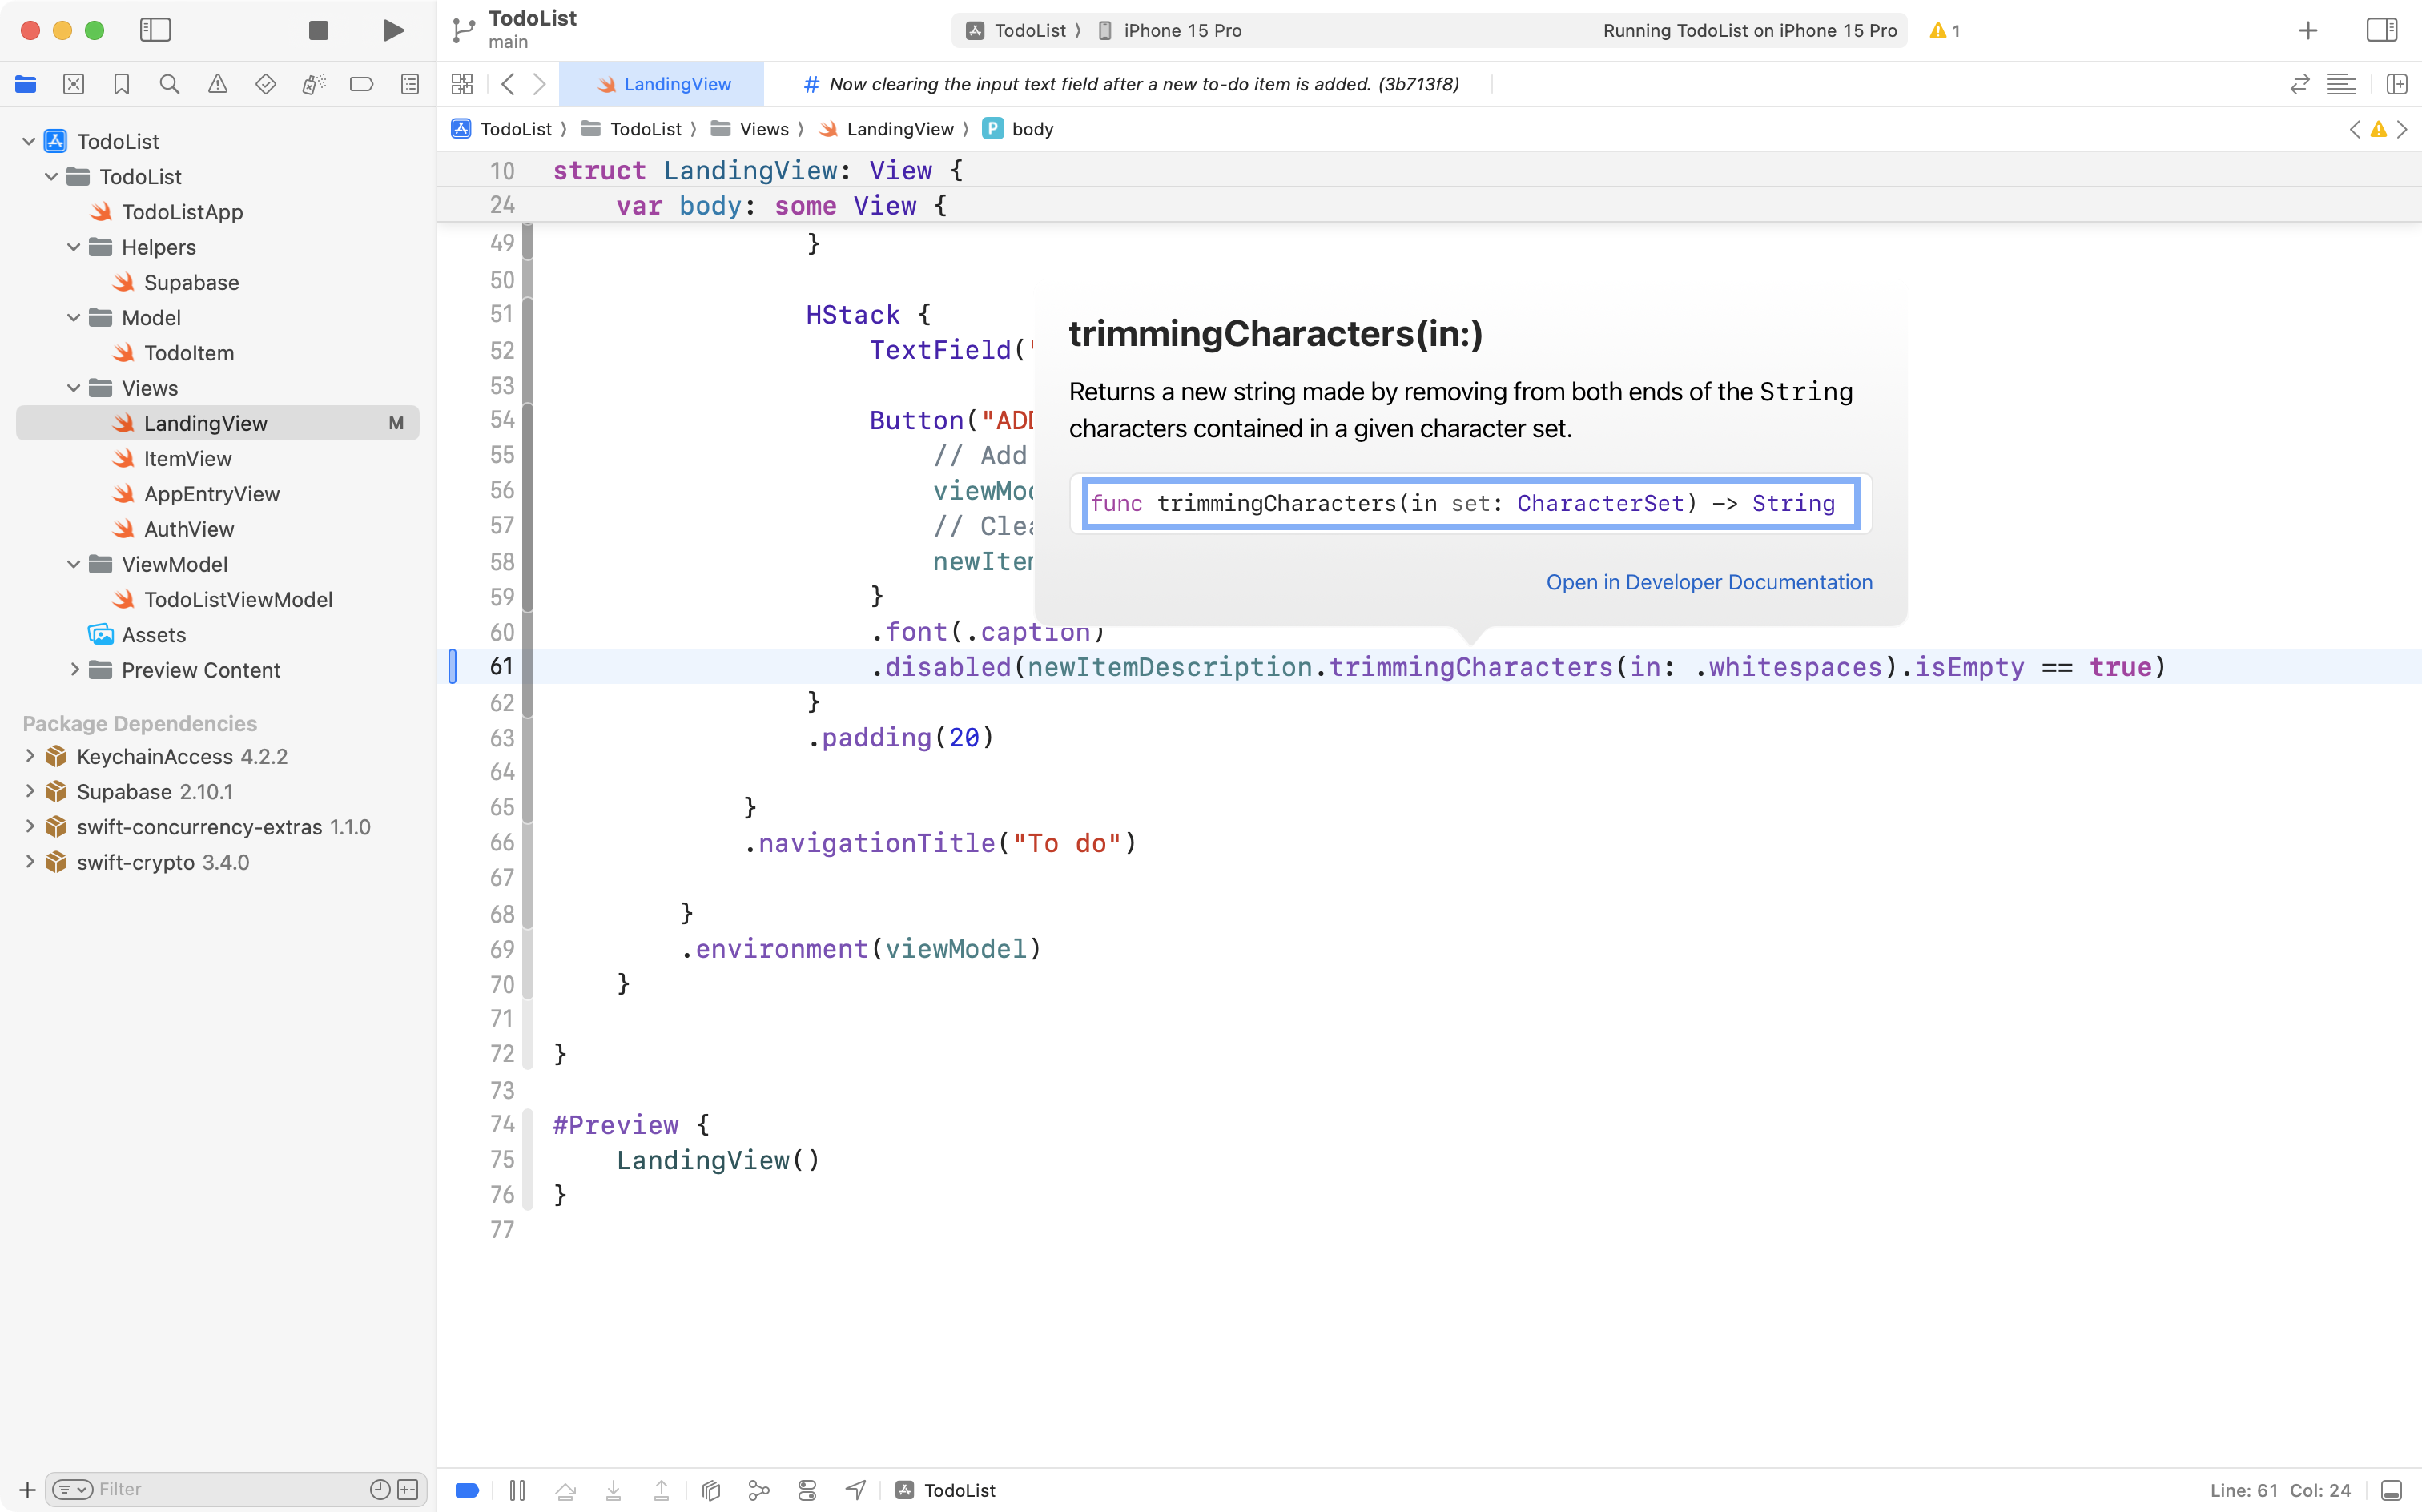 TodoList
main
TodoList 〉 iPhone 15 Pro
Running TodoList on iPhone 15 Pro
1
LandingView
# Now clearing the input text field after a new to-do item is added. (3b713f8)
TodoList 〉 TodoList 〉 Views 〉 LandingView 〉 P body
TodoList
TodoList
TodoListApp
Helpers
Supabase
Model
TodoItem
Views
LandingView M
ItemView
AppEntryView
AuthView
ViewModel
TodoListViewModel
Assets
Preview Content
Package Dependencies
KeychainAccess 4.2.2
Supabase 2.10.1
swift-concurrency-extras 1.1.0
swift-crypto 3.4.0
Filter
10 struct LandingView: View {
24 var body: some View {
49 }
50
51 HStack {
52 TextField("
53
54 Button("ADD
55 // Add
56 viewMod
57 // Clea
58 newItem
59 }
60 .font(.caption)
61 .disabled(newItemDescription.trimmingCharacters(in: .whitespaces).isEmpty == true)
62 }
63 .padding(20)
64
65 }
66 .navigationTitle("To do")
67
68 }
69 .environment(viewModel)
70 }
71
72 }
73
74 #Preview {
75 LandingView()
76 }
77
trimmingCharacters(in:)
Returns a new string made by removing from both ends of the String
characters contained in a given character set.
func trimmingCharacters(in set: CharacterSet) -> String
Open in Developer Documentation
TodoList
Line: 61 Col: 24